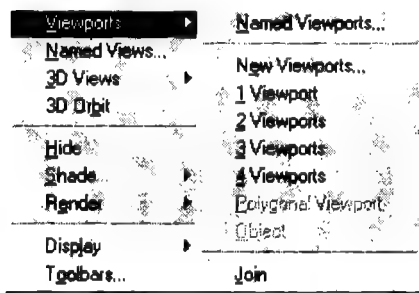 Viewports
Named Views...
3D Views
3D Orbit
Hide
Shade
Render
Display
Toolbars...
Named Viewports...
New Viewports...
1 Viewport
2 Viewports
3 Viewports
4 Viewports
Polygonal Viewport
Object
Join